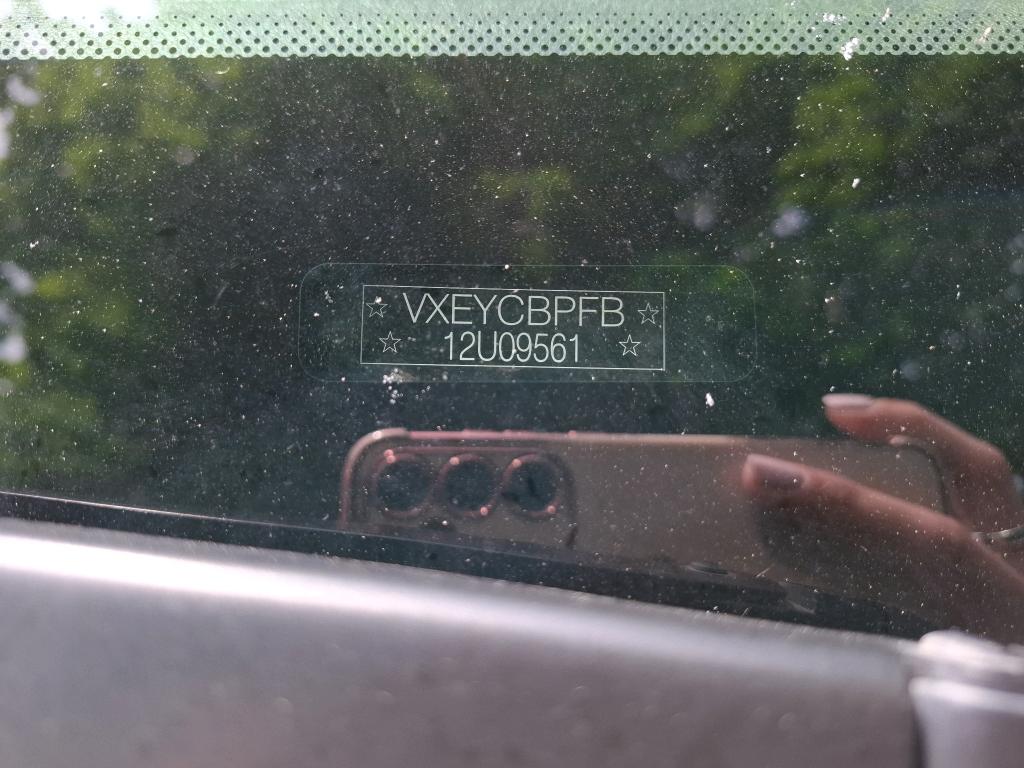 ☆ VXEYCBPFB ☆
☆ 12U09561 ☆